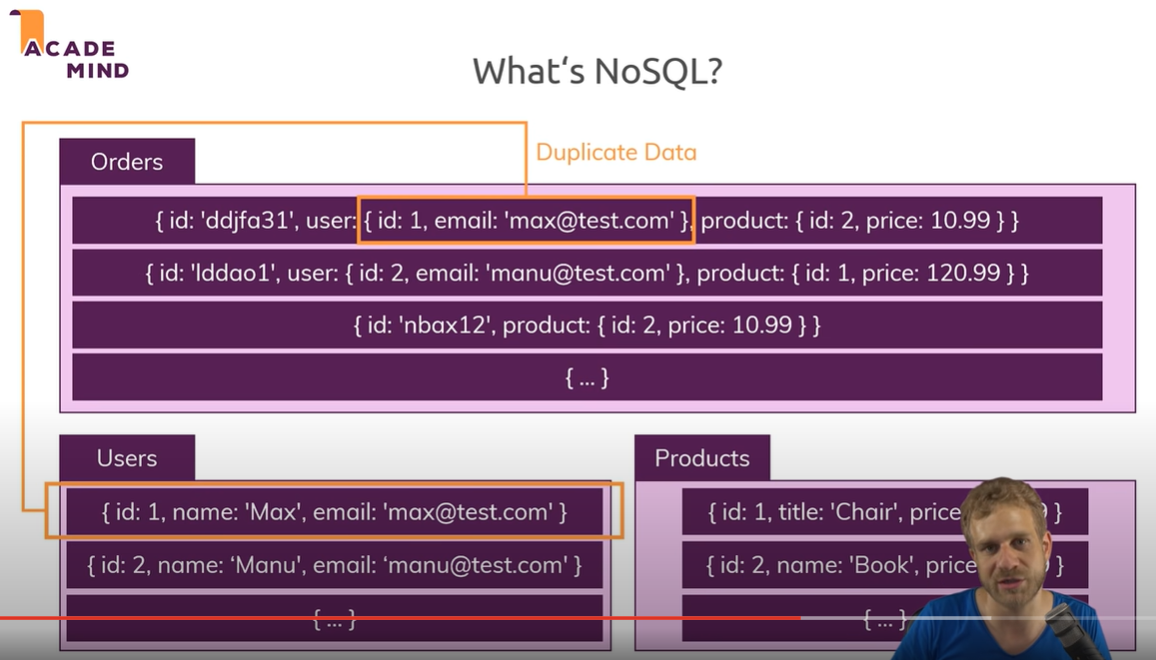 ACADE
MIND
What‘s NoSQL?
Duplicate Data
Orders
{ id: 'ddjfa31', user: { id: 1, email: 'max@test.com' }, product: { id: 2, price: 10.99 } }
{ id: 'lddao1', user: { id: 2, email: 'manu@test.com' }, product: { id: 1, price: 120.99 } }
{ id: 'nbax12', product: { id: 2, price: 10.99 } }
{ ... }
Users
{ id: 1, name: 'Max', email: 'max@test.com' }
{ id: 2, name: ‘Manu', email: ‘manu@test.com' }
{ ... }
Products
{ id: 1, title: 'Chair', price }
{ id: 2, name: 'Book', price }
{ ... }